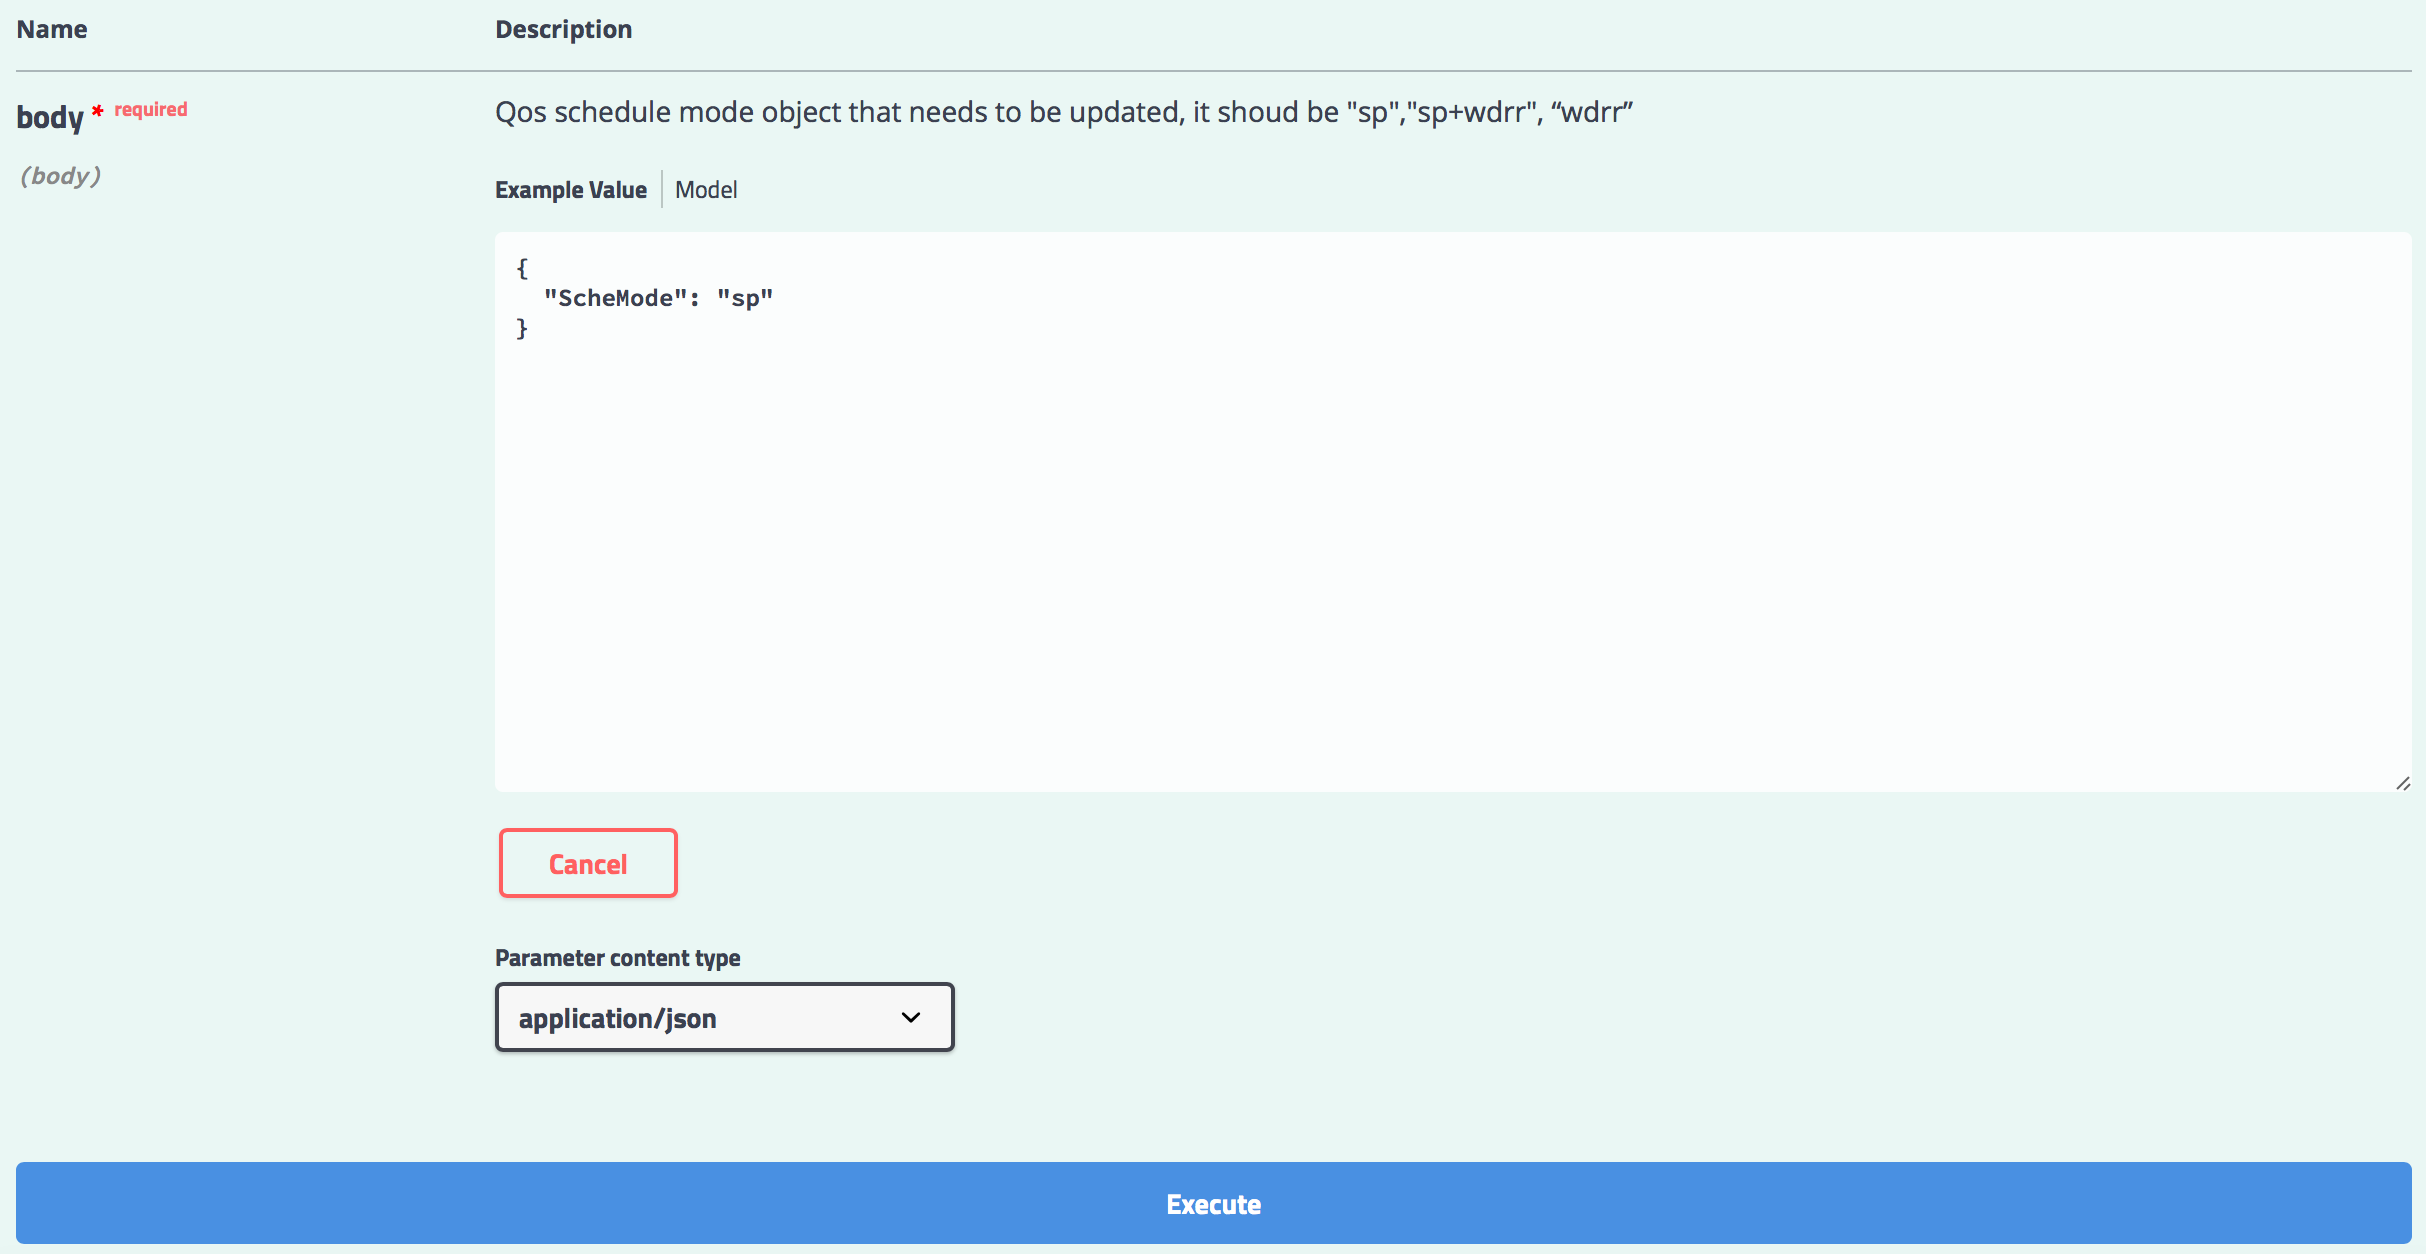 Name Description
body * required
Qos schedule mode object that needs to be updated, it shoud be "sp","sp+wdrr", “wdrr”
(body)
Example Value Model
{
"ScheMode": "sp"
}
Cancel
Parameter content type
application/json
Execute